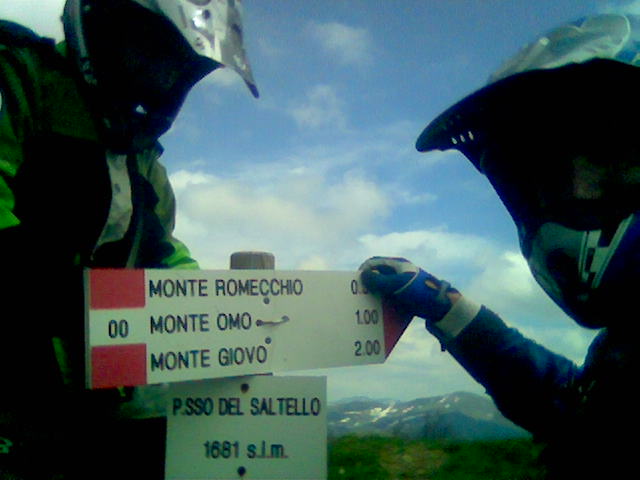 MONTE ROMECCHIO
00 MONTE OMO 1.00
MONTE GIOVO 2.00
P.SSO DEL SALTELLO
1681 s.l.m.